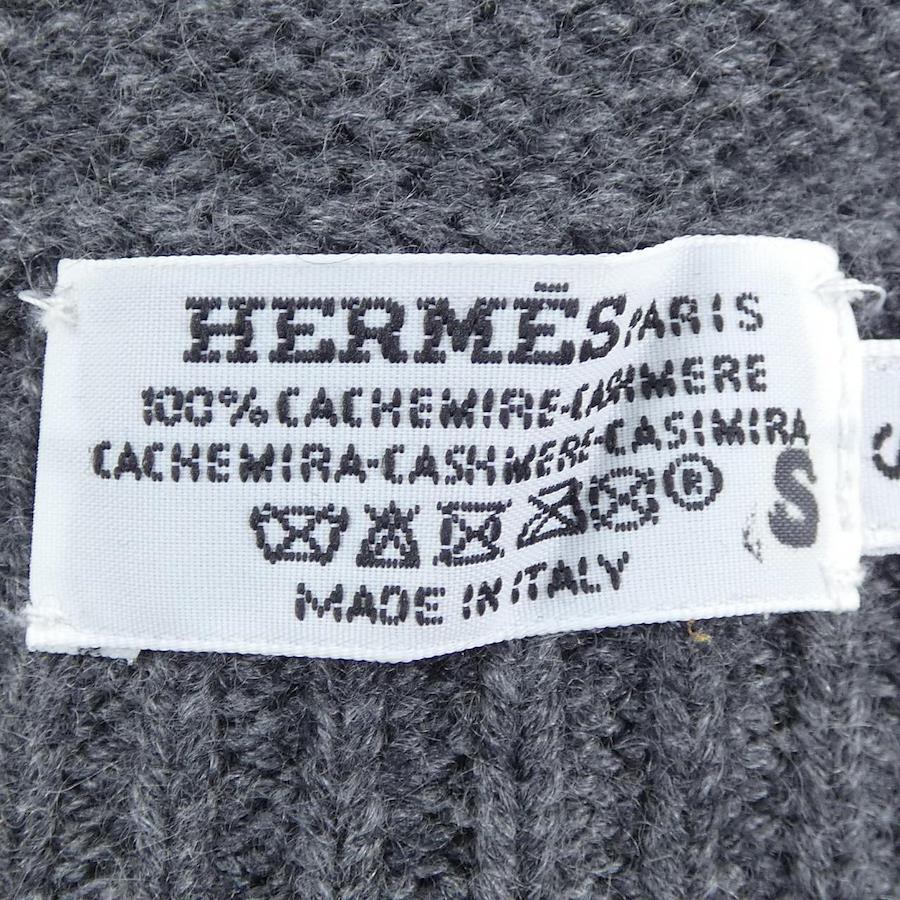 HERMÈS PARIS
100% CACHEMIRE-CASHMERE
CACHEMIRA-CASHMERE-CASIMIRA
® S
MADE IN ITALY